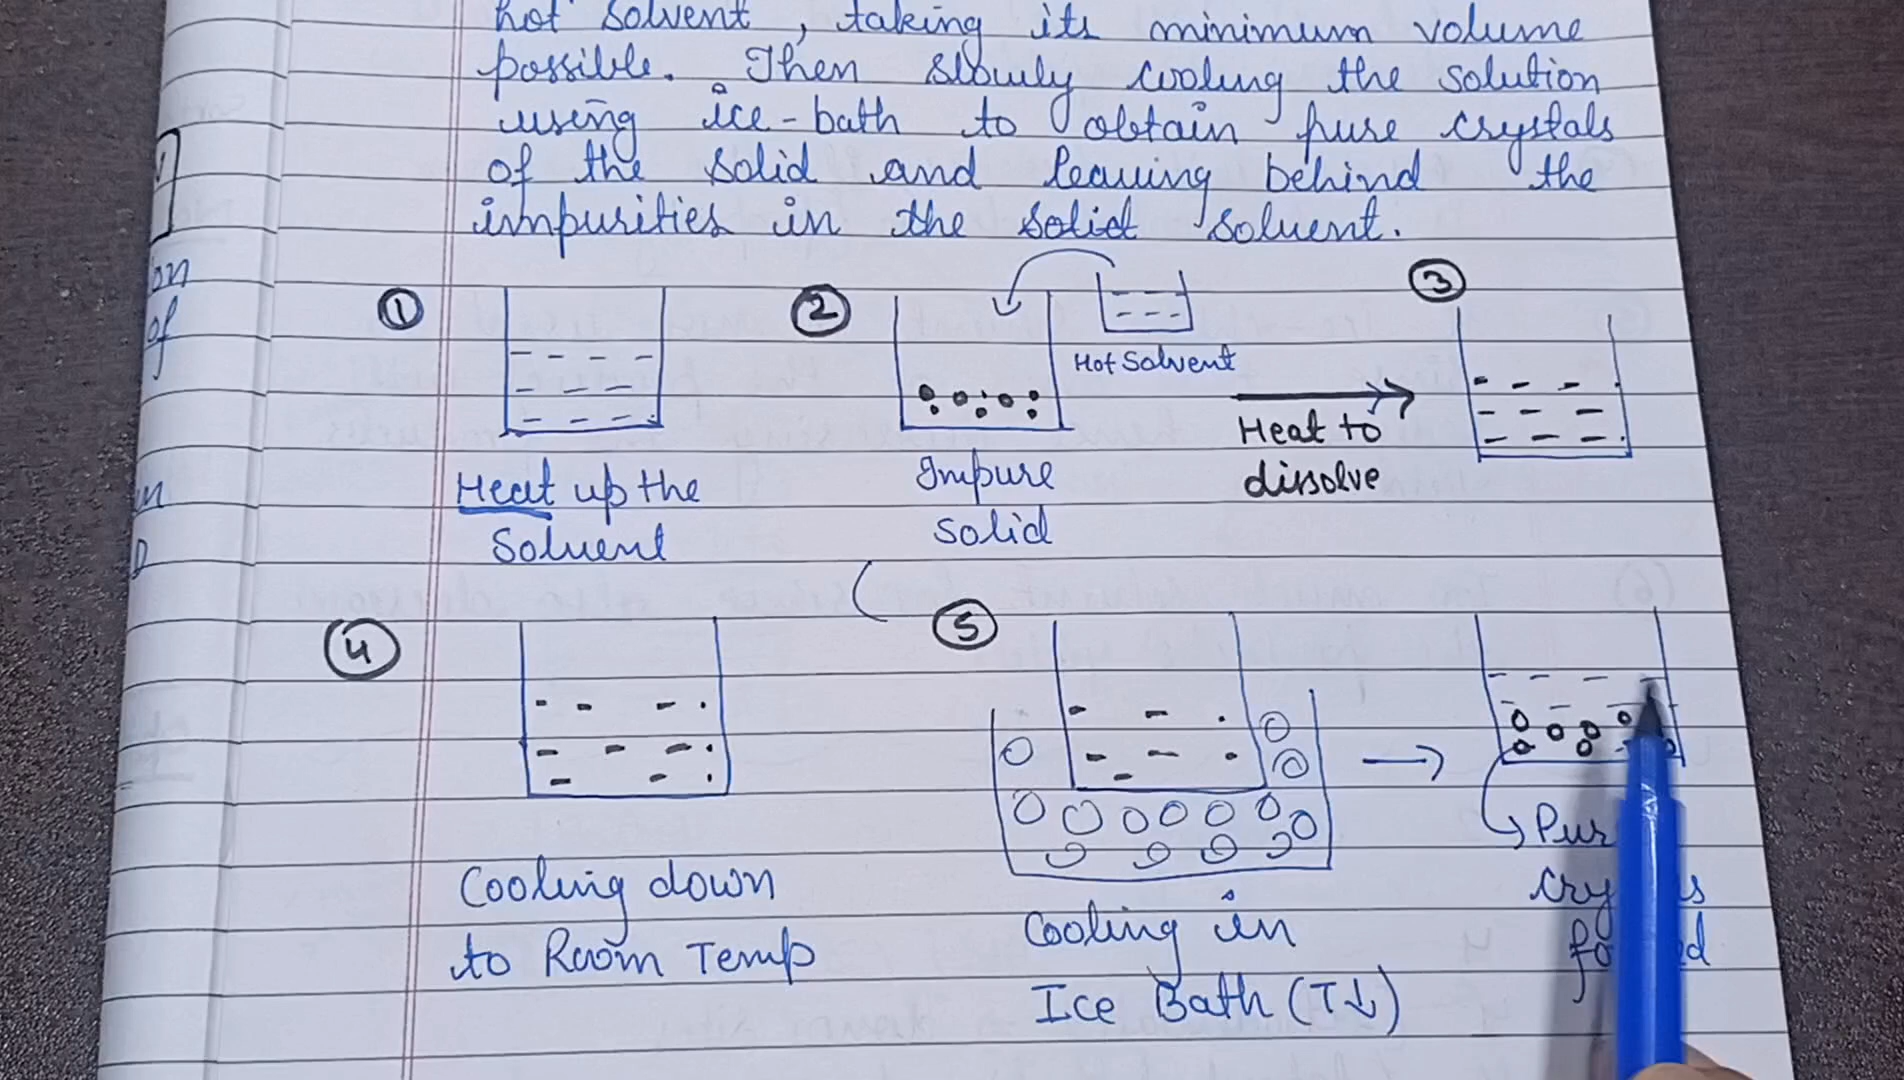 hot solvent, taking its minimum volume
possible. Then slowly cooling the solution
using ice-bath to obtain pure crystals
of the solid and leaving behind the
impurities in the solid solvent.
1
2
3
Hot Solvent
Heat to
dissolve
Heat up the
Solvent
Impure
Solid
4
5
Cooling down
to Room Temp
Cooling in
Ice Bath (T↓)
on
of